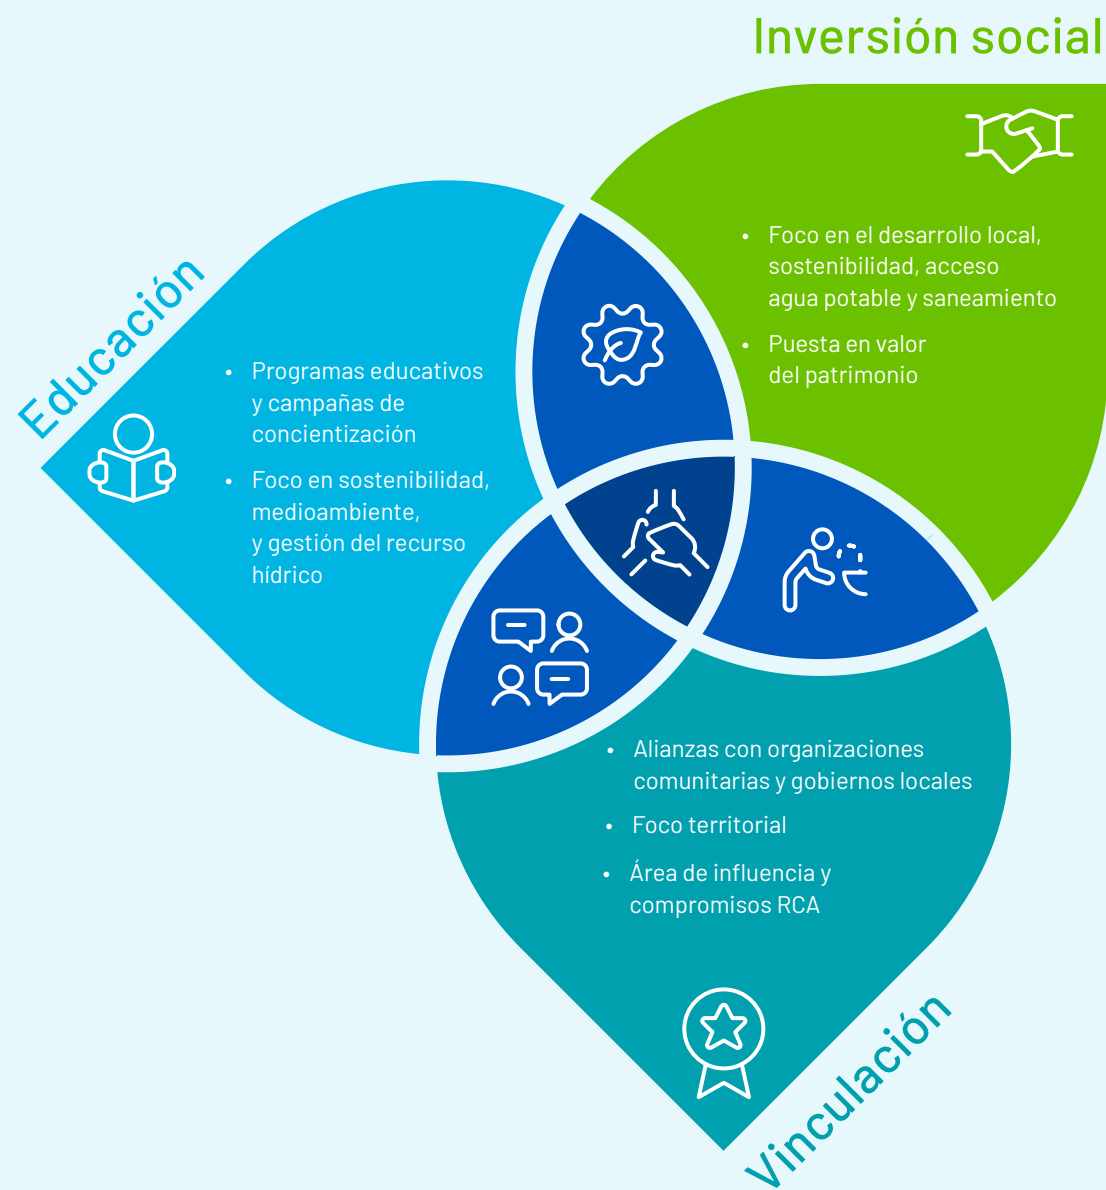 Inversión social
• Foco en el desarrollo local,
sostenibilidad, acceso
agua potable y saneamiento
• Puesta en valor
del patrimonio
Educación
• Programas educativos
y campañas de
concientización
• Foco en sostenibilidad,
medioambiente,
y gestión del recurso
hídrico
• Alianzas con organizaciones
comunitarias y gobiernos locales
• Foco territorial
• Área de influencia y
compromisos RCA
Vinculación